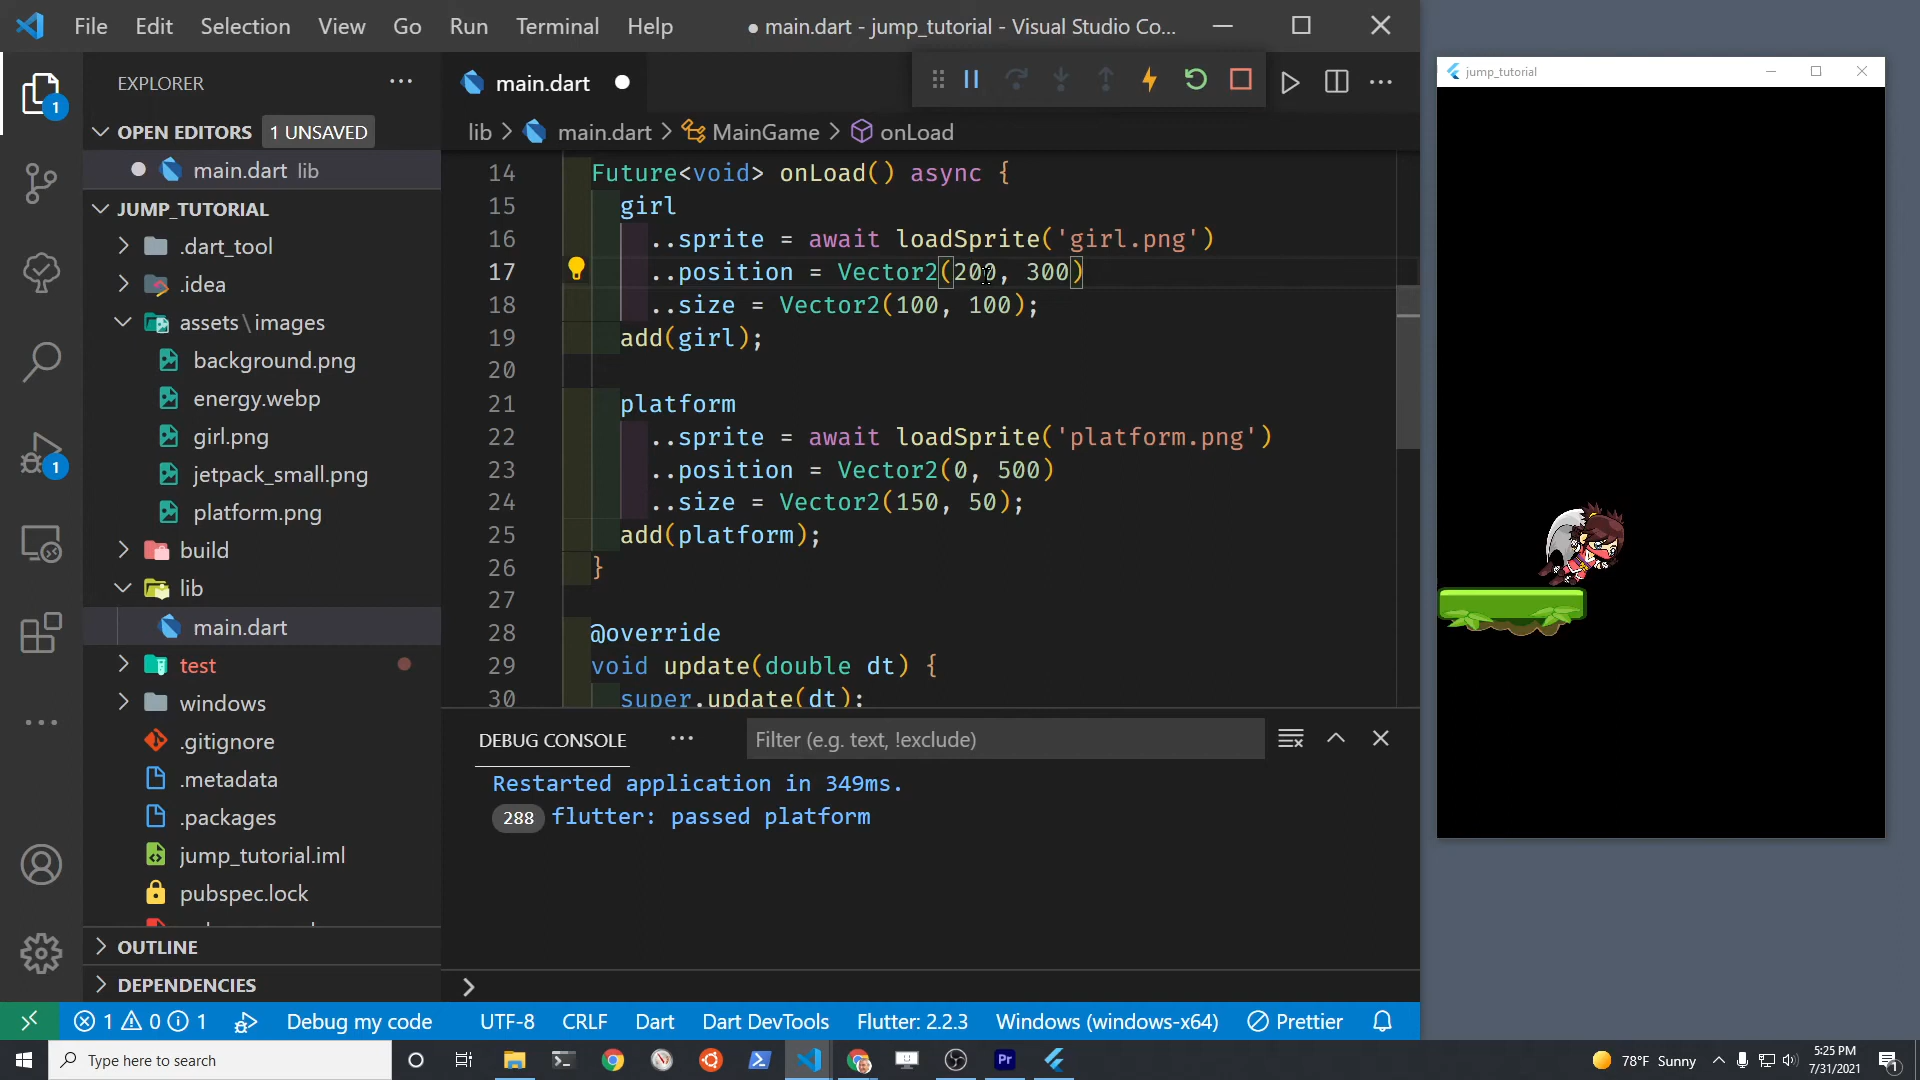 File Edit Selection View Go Run Terminal Help
● main.dart - jump_tutorial - Visual Studio Co...
EXPLORER
main.dart
OPEN EDITORS 1 UNSAVED
main.dart lib
lib > main.dart > MainGame > onLoad
JUMP_TUTORIAL
.dart_tool
.idea
assets\images
background.png
energy.webp
girl.png
jetpack_small.png
platform.png
build
lib
main.dart
test
windows
.gitignore
.metadata
.packages
jump_tutorial.iml
pubspec.lock
OUTLINE
DEPENDENCIES
1
1
14 Future<void> onLoad() async {
15 girl
16 ..sprite = await loadSprite('girl.png')
17 ..position = Vector2(200, 300)
18 ..size = Vector2(100, 100);
19 add(girl);
20
21 platform
22 ..sprite = await loadSprite('platform.png')
23 ..position = Vector2(0, 500)
24 ..size = Vector2(150, 50);
25 add(platform);
26 }
27
28 @override
29 void update(double dt) {
30 super.update(dt);
DEBUG CONSOLE
Filter (e.g. text, !exclude)
Restarted application in 349ms.
288 flutter: passed platform
jump_tutorial
1 0 1 Debug my code UTF-8 CRLF Dart Dart DevTools Flutter: 2.2.3 Windows (windows-x64) Prettier
Type here to search
Pr
78°F Sunny
5:25 PM
7/31/2021
1